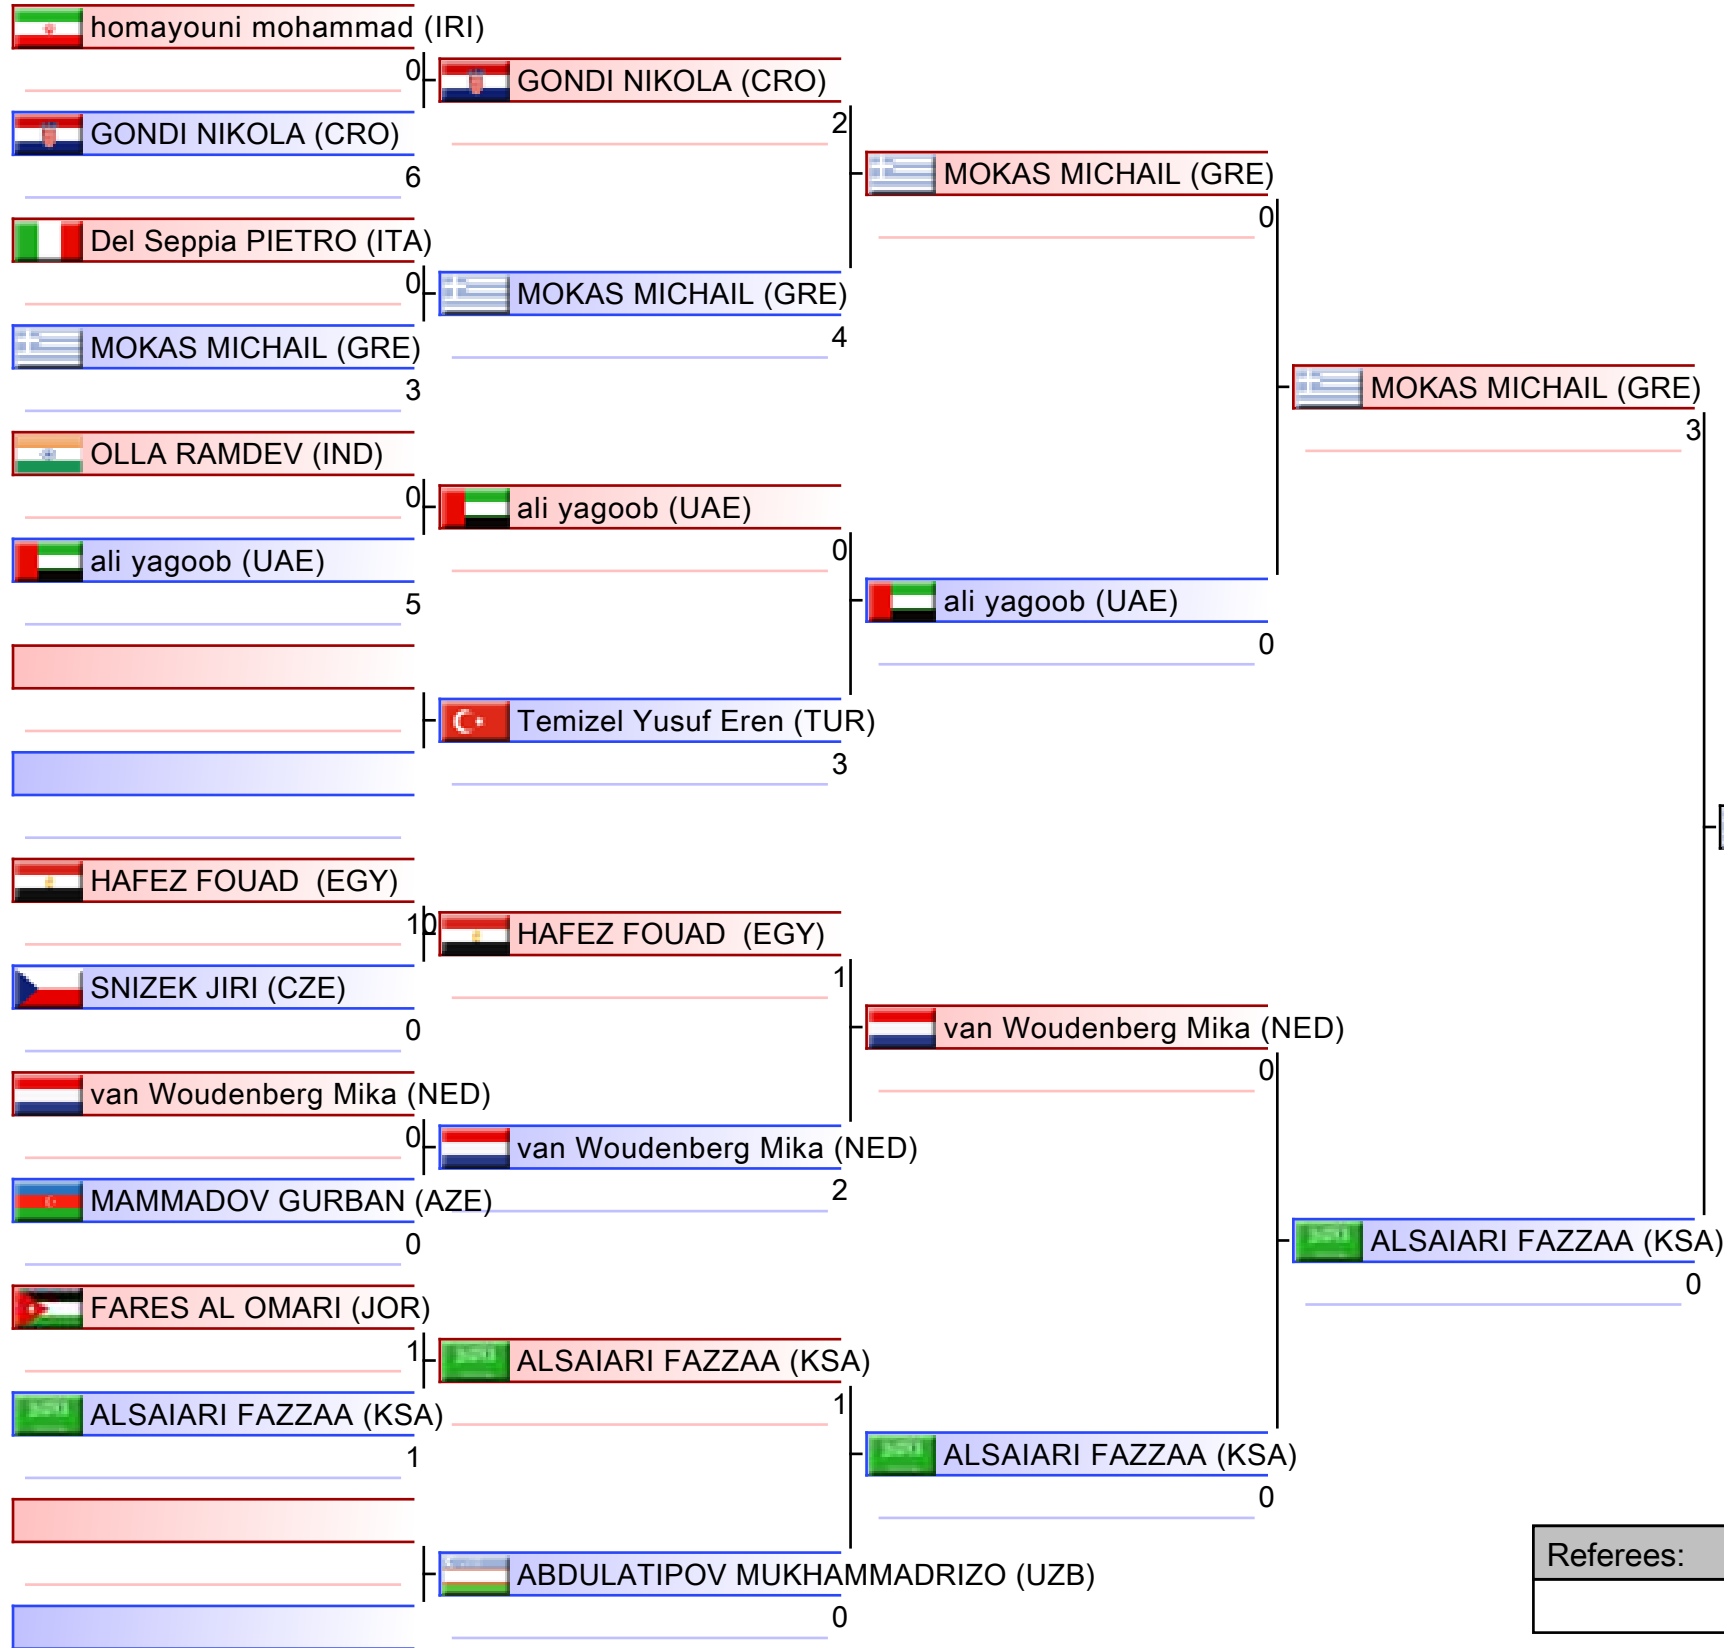 homayouni mohammad (IRI)
0
GONDI NIKOLA (CRO)
6
Del Seppia PIETRO (ITA)
0
MOKAS MICHAIL (GRE)
3
OLLA RAMDEV (IND)
0
ali yagoob (UAE)
5
HAFEZ FOUAD  (EGY)
10
SNIZEK JIRI (CZE)
0
van Woudenberg Mika (NED)
0
MAMMADOV GURBAN (AZE)
0
FARES AL OMARI (JOR)
1
ALSAIARI FAZZAA (KSA)
1
GONDI NIKOLA (CRO)
2
MOKAS MICHAIL (GRE)
4
ali yagoob (UAE)
0
Temizel Yusuf Eren (TUR)
3
HAFEZ FOUAD  (EGY)
1
van Woudenberg Mika (NED)
2
ALSAIARI FAZZAA (KSA)
1
ABDULATIPOV MUKHAMMADRIZO (UZB)
0
MOKAS MICHAIL (GRE)
0
ali yagoob (UAE)
0
van Woudenberg Mika (NED)
0
ALSAIARI FAZZAA (KSA)
0
MOKAS MICHAIL (GRE)
3
ALSAIARI FAZZAA (KSA)
0
Referees: